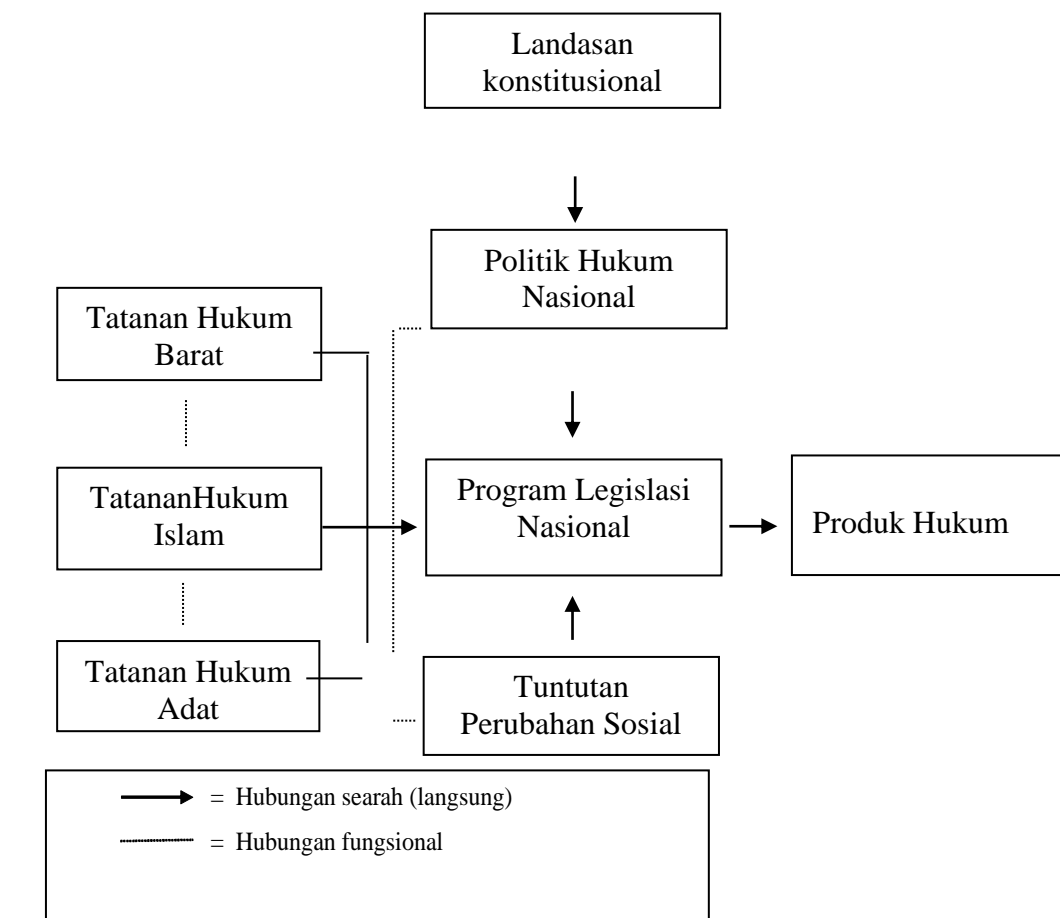 Landasan
konstitusional
Politik Hukum
Nasional
Tatanan Hukum
Barat
TatananHukum
Islam
Program Legislasi
Nasional
Produk Hukum
Tatanan Hukum
Adat
Tuntutan
Perubahan Sosial
= Hubungan searah (langsung)
= Hubungan fungsional